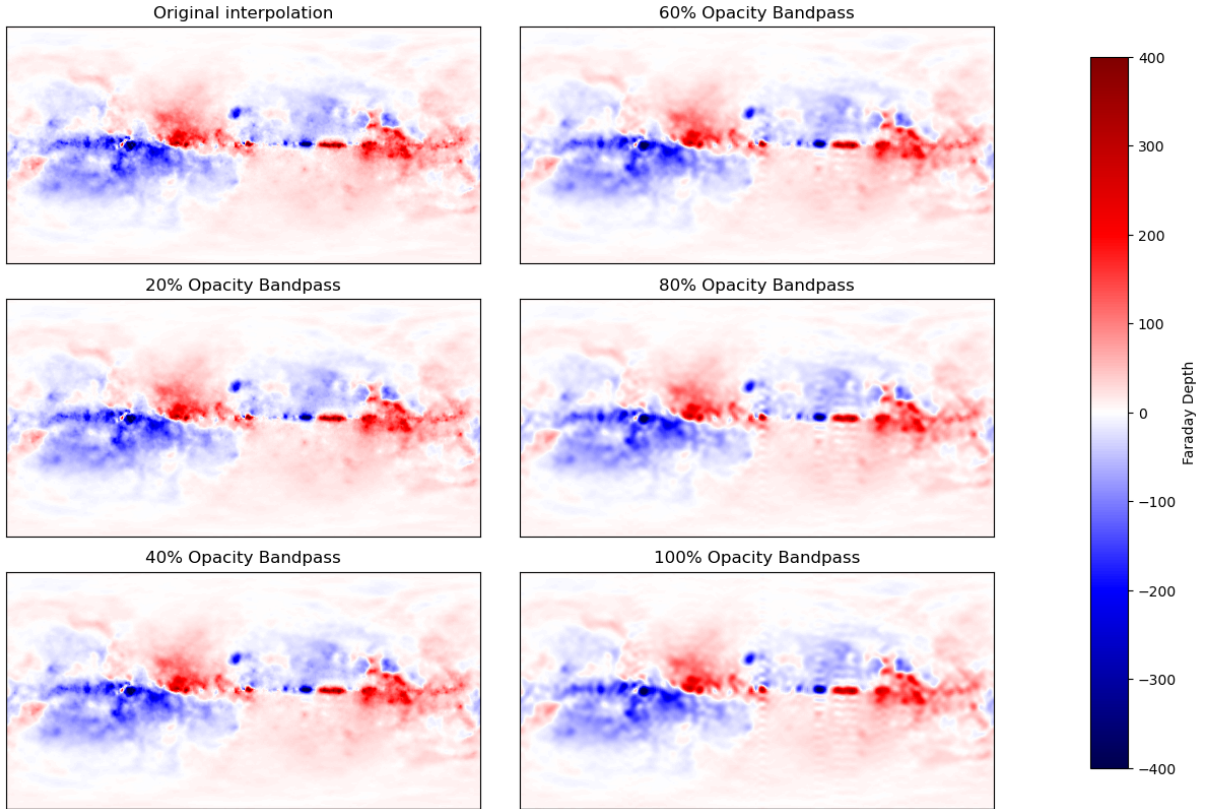 Original interpolation
60% Opacity Bandpass
20% Opacity Bandpass
80% Opacity Bandpass
40% Opacity Bandpass
100% Opacity Bandpass
400
300
200
100
0
−100
−200
−300
−400
Faraday Depth